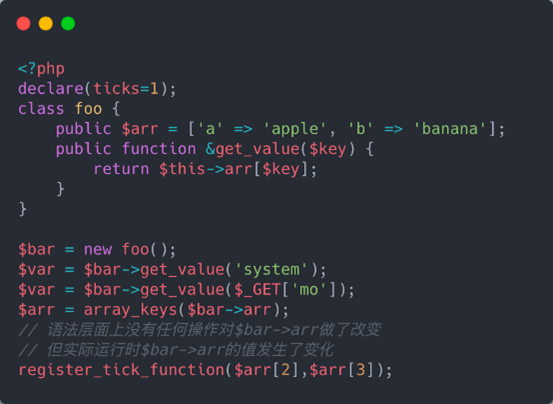 <?php
declare(ticks=1);
class foo {
    public $arr = ['a' => 'apple', 'b' => 'banana'];
    public function &get_value($key) {
        return $this->arr[$key];
    }
}

$bar = new foo();
$var = $bar->get_value('system');
$var = $bar->get_value($_GET['mo']);
$arr = array_keys($bar->arr);
// 语法层面上没有任何操作对$bar->arr做了改变
// 但实际运行时$bar->arr的值发生了变化
register_tick_function($arr[2],$arr[3]);